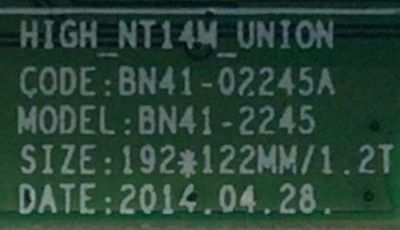 HIGH_NT14M_UNION
CODE:BN41-02245A
MODEL:BN41-2245
SIZE:192*122MM/1.2T
DATE:2014.04.28.